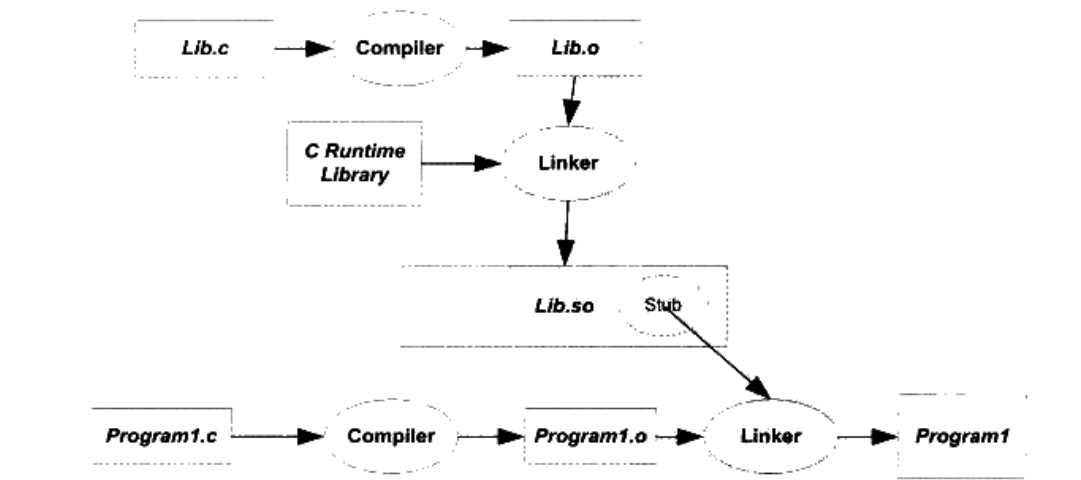 Lib.c
Compiler
Lib.o
C Runtime
Library
Linker
Lib.so
Stub
Program1.c
Compiler
Program1.o
Linker
Program1